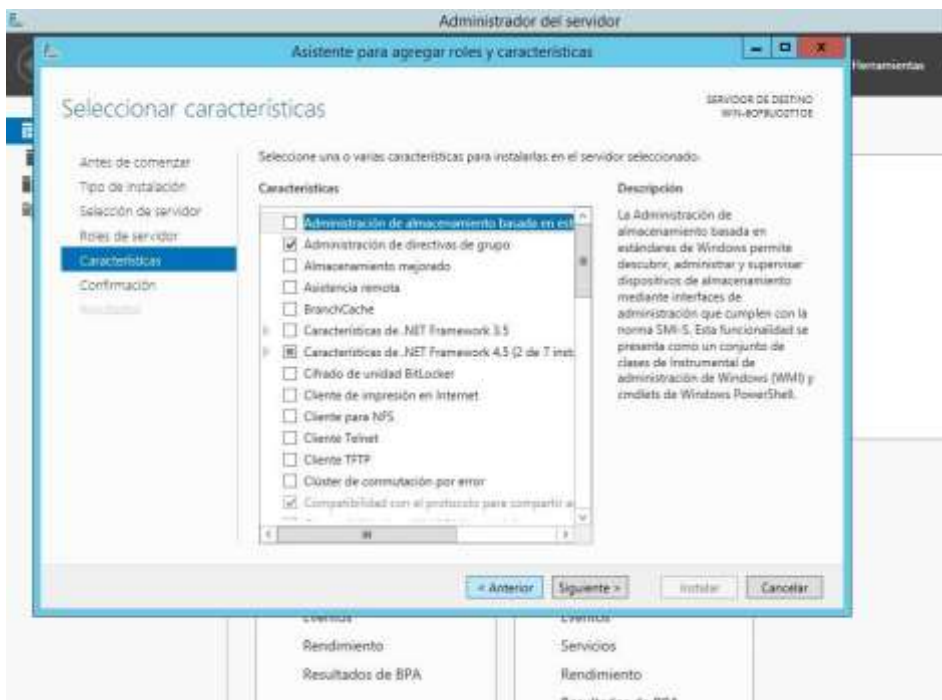 Administrador del servidor
Asistente para agregar roles y características
Herramientas
Seleccionar características
SERVIDOR DE DESTINO
Antes de comenzar
Tipo de instalación
Selección de servidor
Roles de servidor
Características
Confirmación
Resultados
Seleccione una o varias características para instalarlas en el servidor seleccionado.
Características
Administración de almacenamiento basada en est
Administración de directivas de grupo
Almacenamiento mejorado
Asistencia remota
BranchCache
Características de .NET Framework 3.5
Características de .NET Framework 4.5 (2 de 7 inst
Cifrado de unidad BitLocker
Cliente de impresión en Internet
Cliente para NFS
Cliente Telnet
Cliente TFTP
Clúster de conmutación por error
Compatibilidad con el protocolo para compartir a
Descripción
La Administración de
almacenamiento basada en
estándares de Windows permite
descubrir, administrar y supervisar
dispositivos de almacenamiento
mediante interfaces de
administración que cumplen con la
norma SMI-S. Esta funcionalidad se
presenta como un conjunto de
clases de Instrumental de
administración de Windows (WMI) y
cmdlets de Windows PowerShell.
< Anterior
Siguiente >
Instalar
Cancelar
Eventos
Rendimiento
Resultados de BPA
Eventos
Servicios
Rendimiento
Resultados de BPA